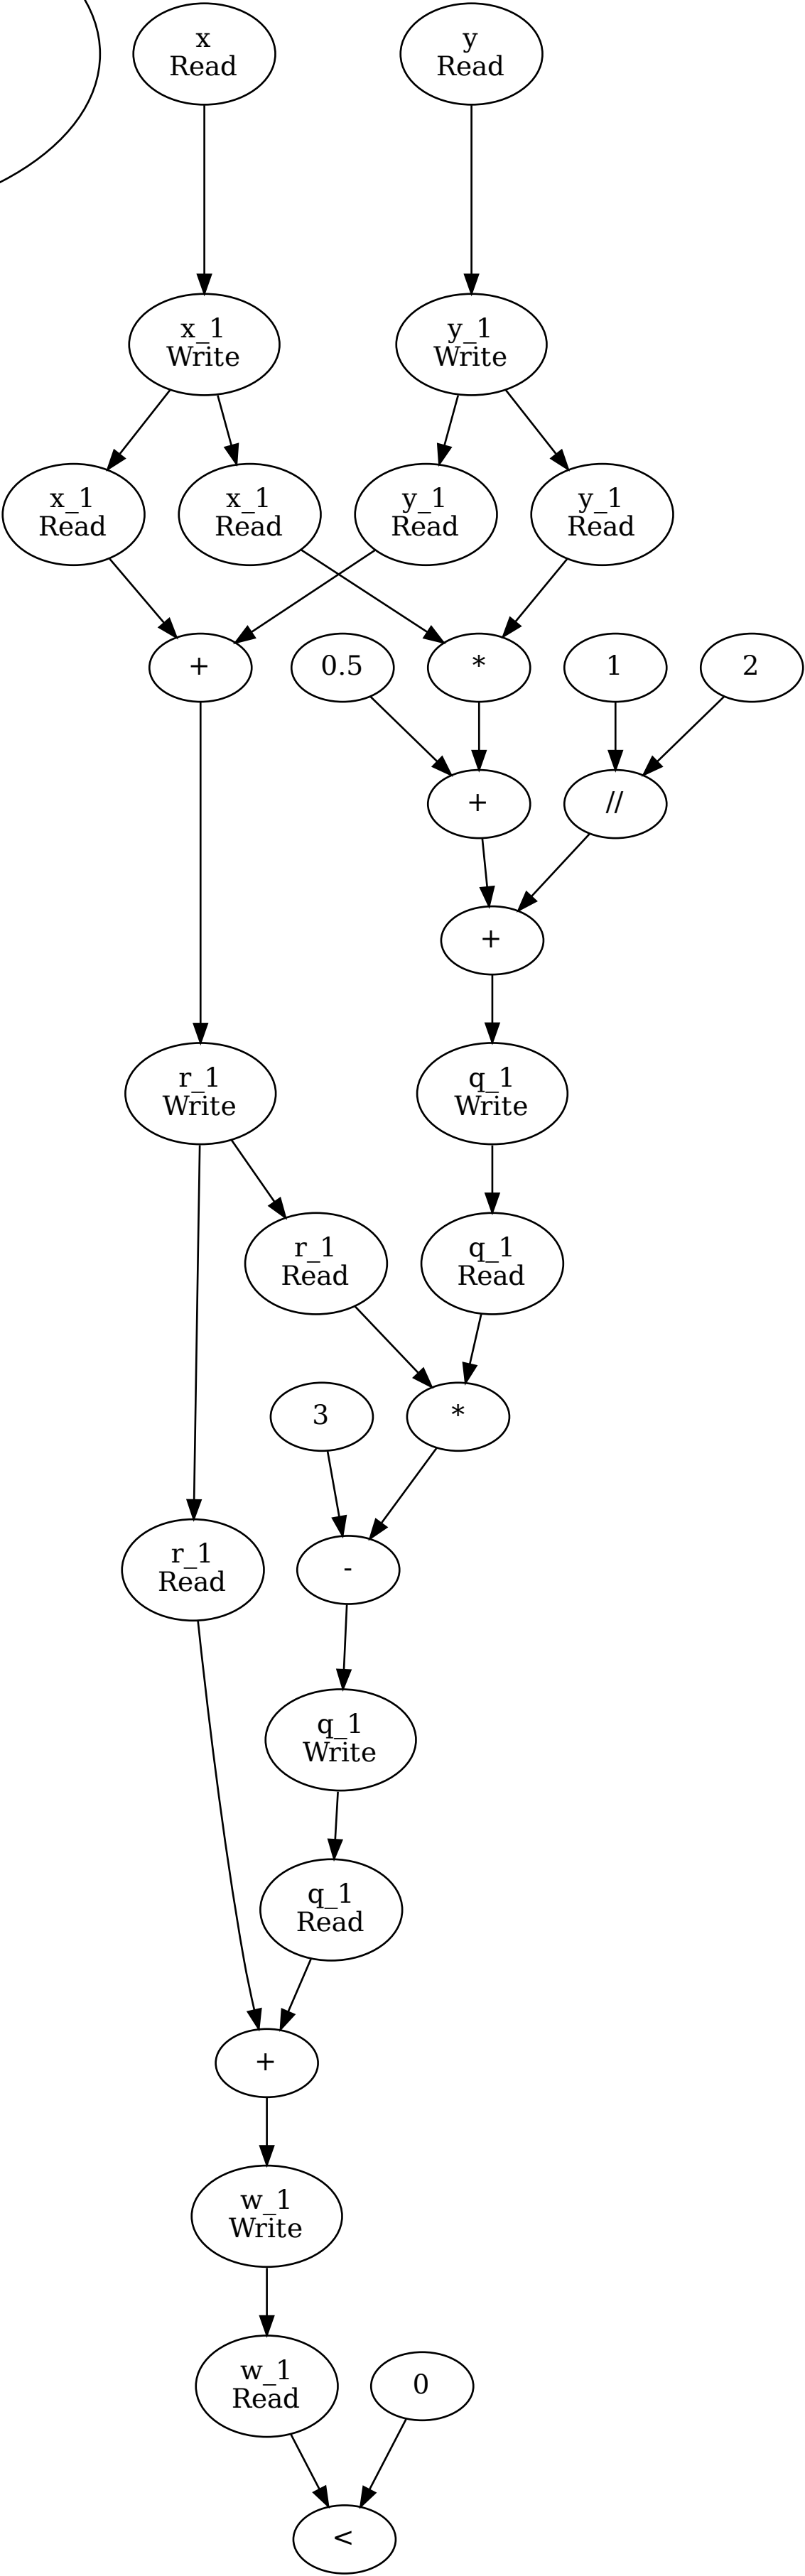 x
Read
y
Read
x_1
Write
y_1
Write
x_1
Read
x_1
Read
y_1
Read
y_1
Read
+
0.5
*
1
2
+
//
+
r_1
Write
q_1
Write
r_1
Read
q_1
Read
3
*
r_1
Read
-
q_1
Write
q_1
Read
+
w_1
Write
w_1
Read
0
<